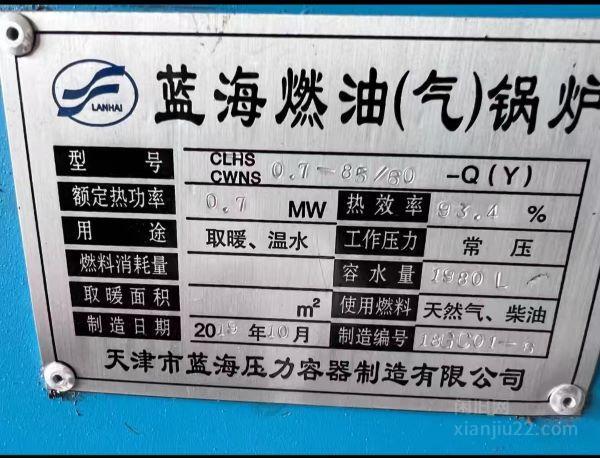 LANHAI
蓝海燃油(气)锅炉
型号 CLHS CWNS 0.7-85/60 -Q(Y)
额定热功率 0.7 MW 热效率 93.4 %
用途 取暖、温水 工作压力 常压
燃料消耗量 容水量 1980 L
取暖面积 m² 使用燃料 天然气、柴油
制造日期 2019年10月 制造编号
天津市蓝海压力容器制造有限公司
闲旧网
xianjiu22.com